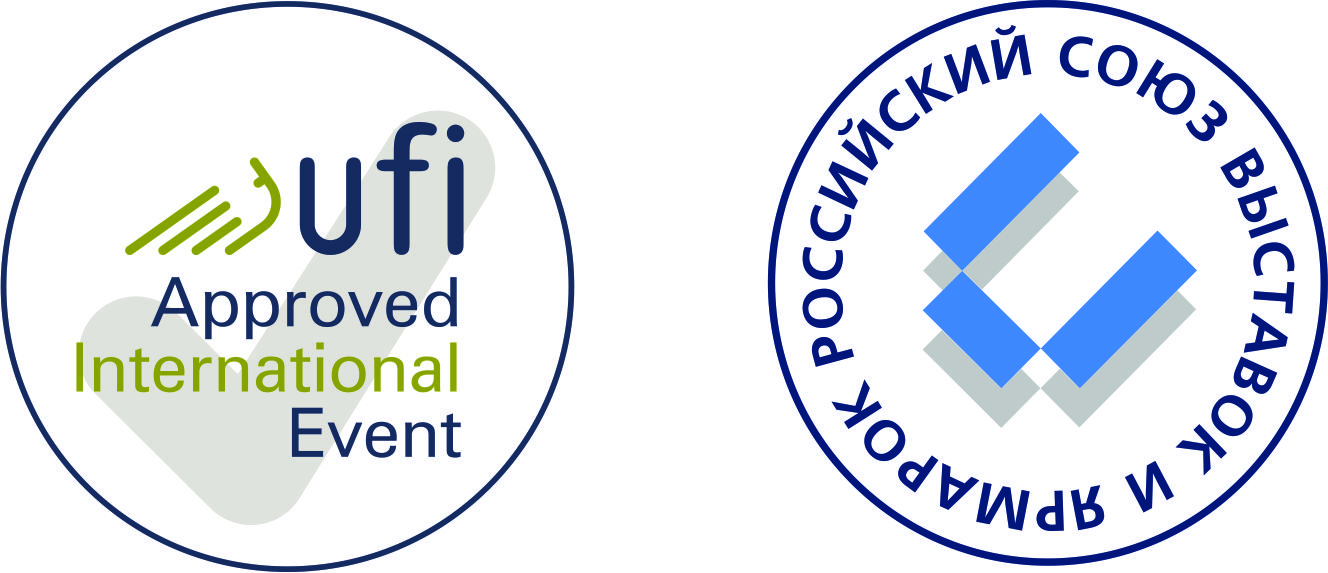 ufi
Approved
International
Event
РОССИЙСКИЙ СОЮЗ ВЫСТАВОК И ЯРМАРОК